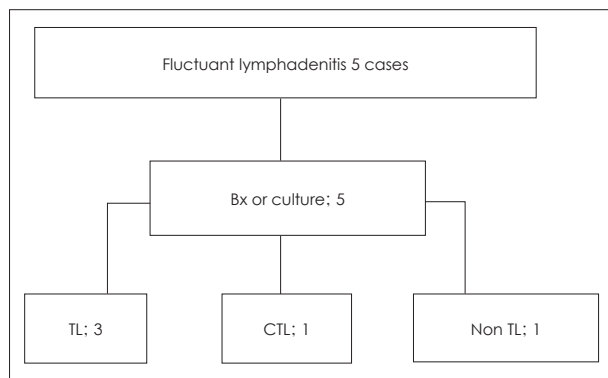 Fluctuant lymphadenitis 5 cases
Bx or culture; 5
TL; 3
CTL; 1
Non TL; 1